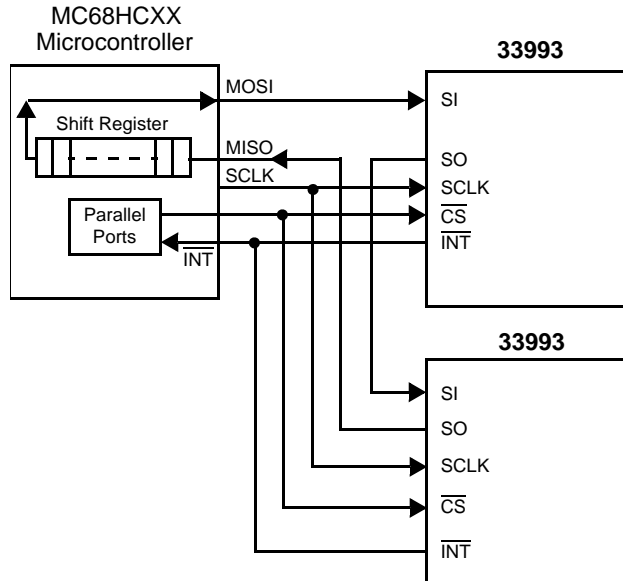 MC68HCXX
Microcontroller
33993
MOSI
SI
Shift Register
MISO
SO
SCLK
SCLK
Parallel
Ports
CS
INT
INT
33993
SI
SO
SCLK
CS
INT